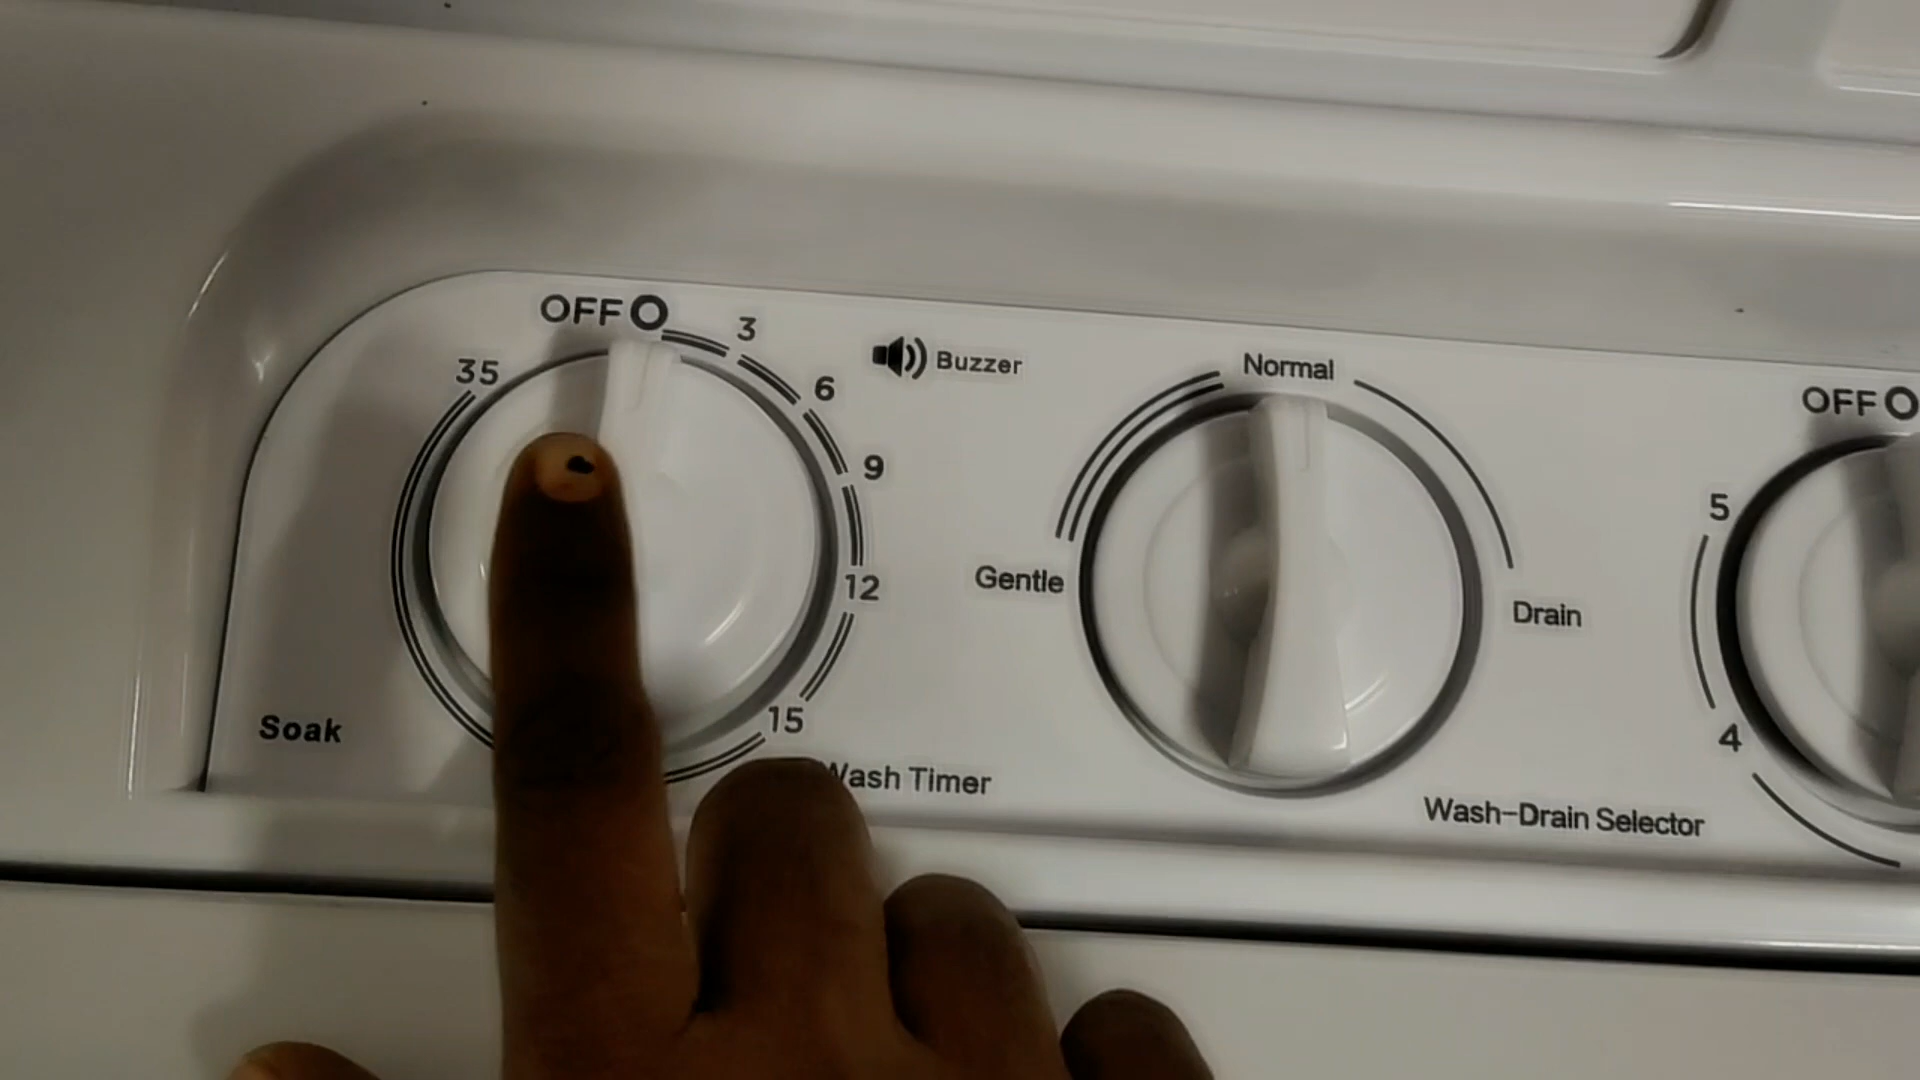 OFF
3
6
9
12
15
35
Soak
Wash Timer
Buzzer
Normal
Gentle
Drain
Wash-Drain Selector
OFF
5
4